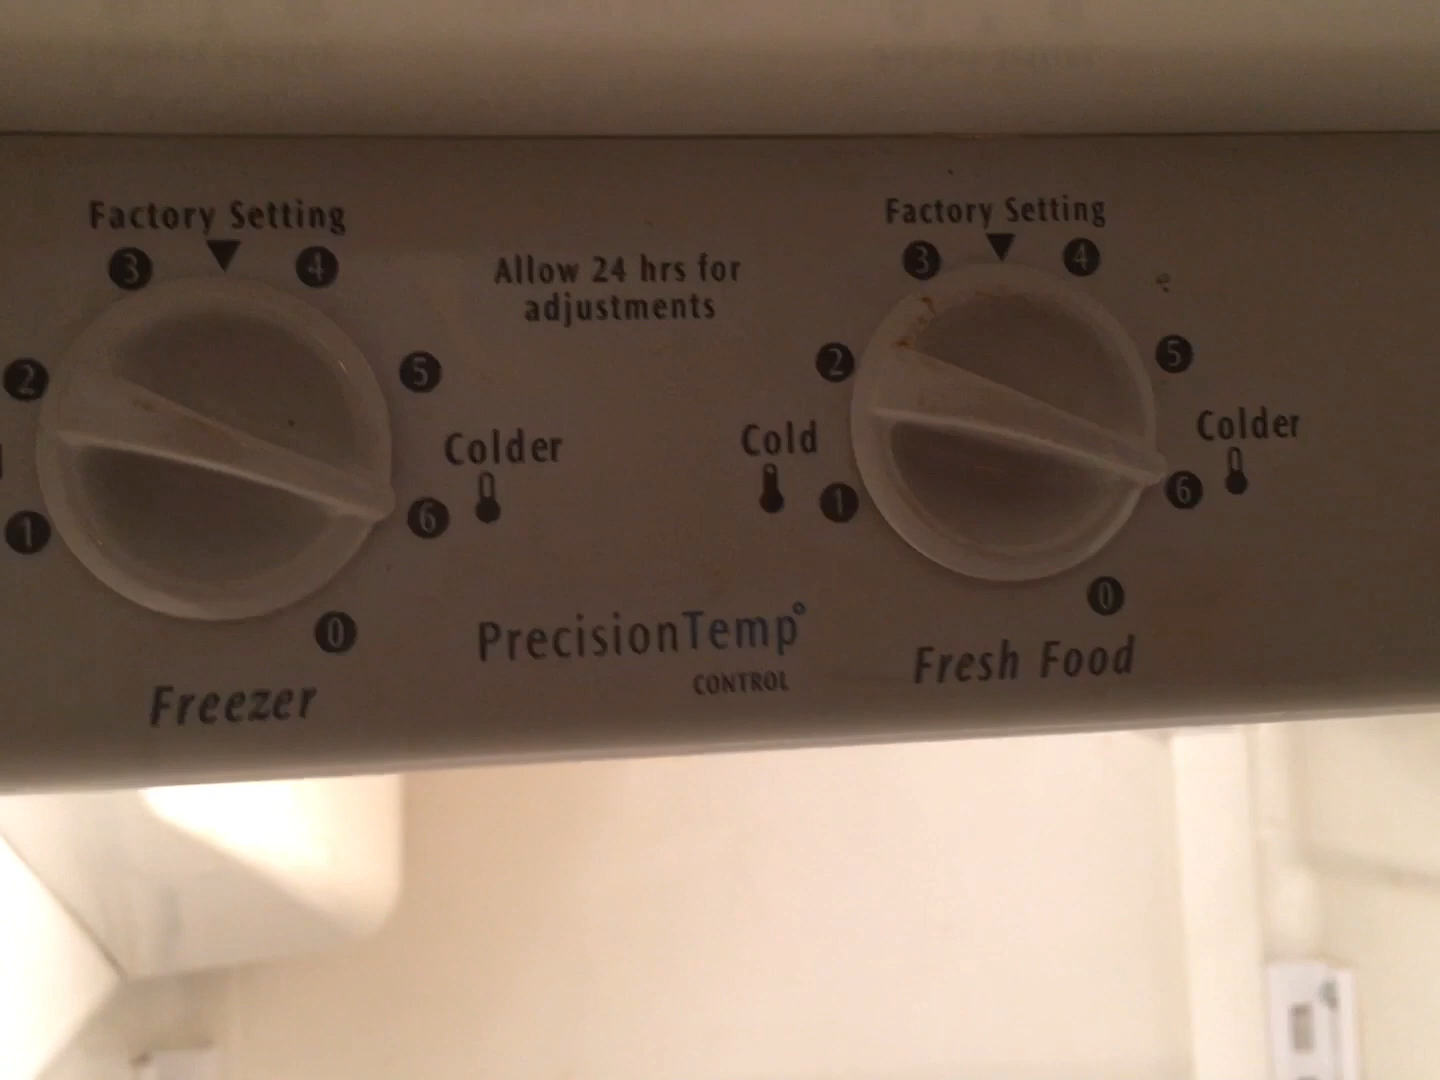 Factory Setting
3 4
2 5
Colder
1 6
0
Freezer
Allow 24 hrs for
adjustments
PrecisionTemp°
CONTROL
Factory Setting
3 4
2 5
Cold Colder
1 6
0
Fresh Food